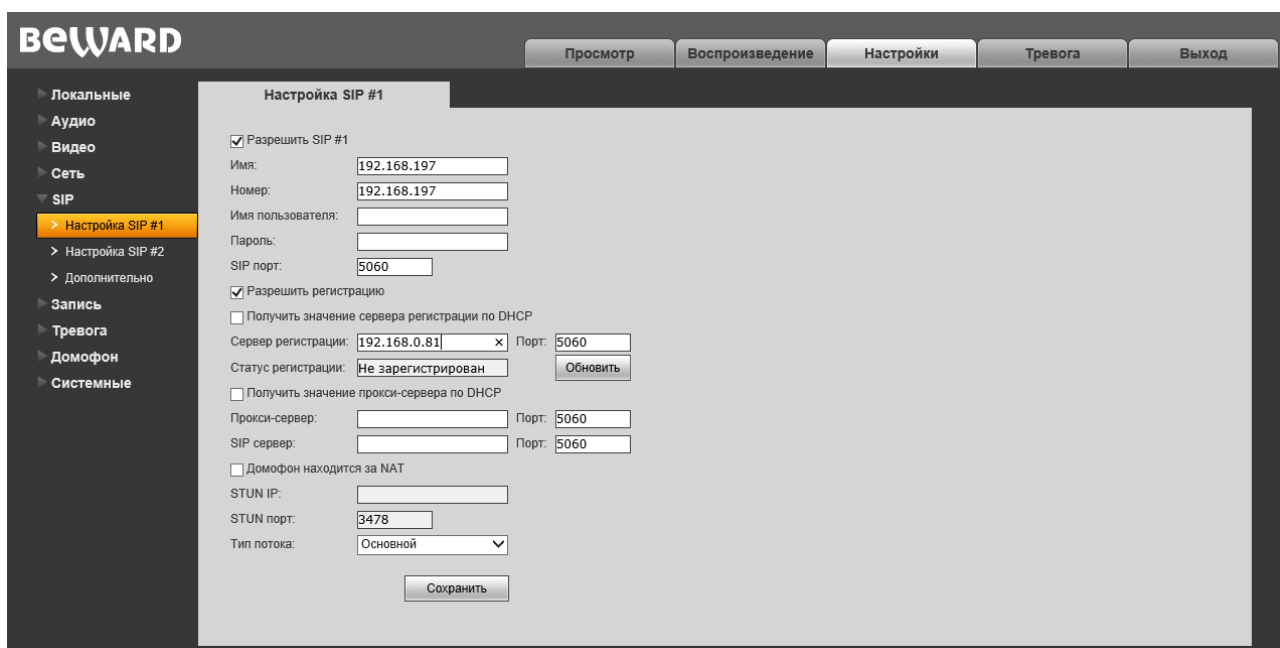 BEWARD
Просмотр Воспроизведение Настройки Тревога Выход
Локальные
Аудио
Видео
Сеть
SIP
Настройка SIP #1
Настройка SIP #2
Дополнительно
Запись
Тревога
Домофон
Системные
Настройка SIP #1
Разрешить SIP #1
Имя: 192.168.197
Номер: 192.168.197
Имя пользователя:
Пароль:
SIP порт: 5060
Разрешить регистрацию
Получить значение сервера регистрации по DHCP
Сервер регистрации: 192.168.0.81 × Порт: 5060
Статус регистрации: Не зарегистрирован Обновить
Получить значение прокси-сервера по DHCP
Прокси-сервер: Порт: 5060
SIP сервер: Порт: 5060
Домофон находится за NAT
STUN IP:
STUN порт: 3478
Тип потока: Основной
Сохранить